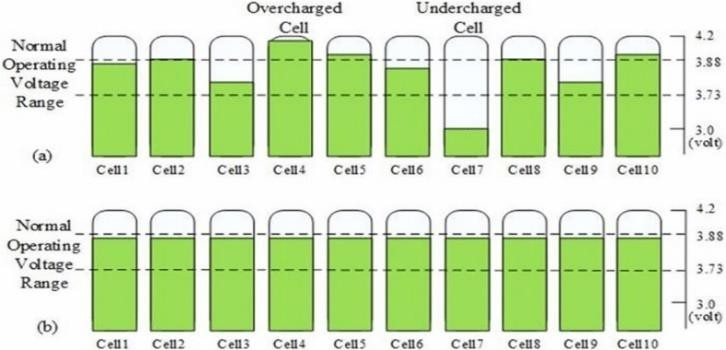 Overcharged Cell
Undercharged Cell
Normal Operating Voltage Range
4.2
3.88
3.73
3.0
(volt)
(a)
Cell1 Cell2 Cell3 Cell4 Cell5 Cell6 Cell7 Cell8 Cell9 Cell10
Normal Operating Voltage Range
4.2
3.88
3.73
3.0
(volt)
(b)
Cell1 Cell2 Cell3 Cell4 Cell5 Cell6 Cell7 Cell8 Cell9 Cell10